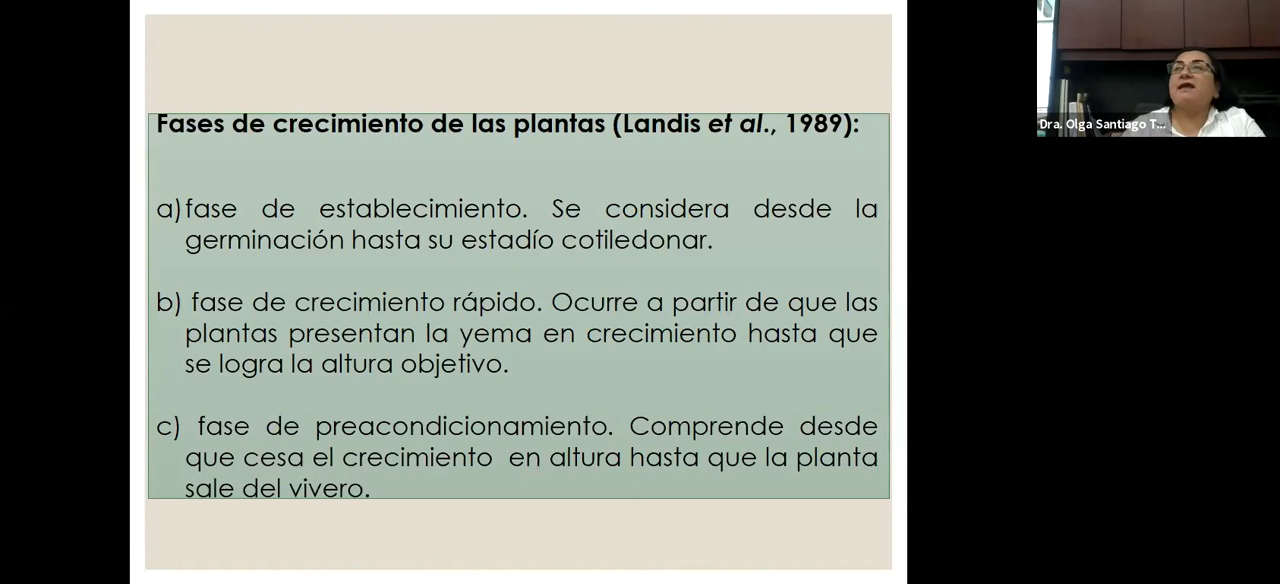 Fases de crecimiento de las plantas (Landis et al., 1989):
a)fase de establecimiento. Se considera desde la
germinación hasta su estadío cotiledonar.
b) fase de crecimiento rápido. Ocurre a partir de que las
plantas presentan la yema en crecimiento hasta que
se logra la altura objetivo.
c) fase de preacondicionamiento. Comprende desde
que cesa el crecimiento en altura hasta que la planta
sale del vivero.
Dra. Olga Santiago T...